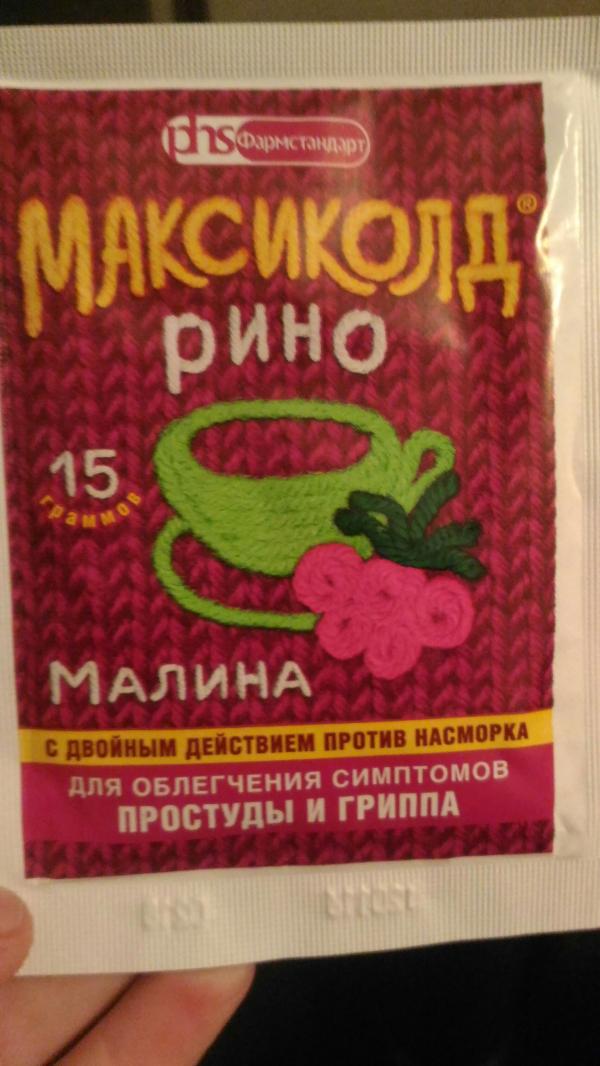 phs Фармстандарт
МАКСИКОЛД®
рино
15
граммов
МАЛИНА
С ДВОЙНЫМ ДЕЙСТВИЕМ ПРОТИВ НАСМОРКА
ДЛЯ ОБЛЕГЧЕНИЯ СИМПТОМОВ
ПРОСТУДЫ И ГРИППА